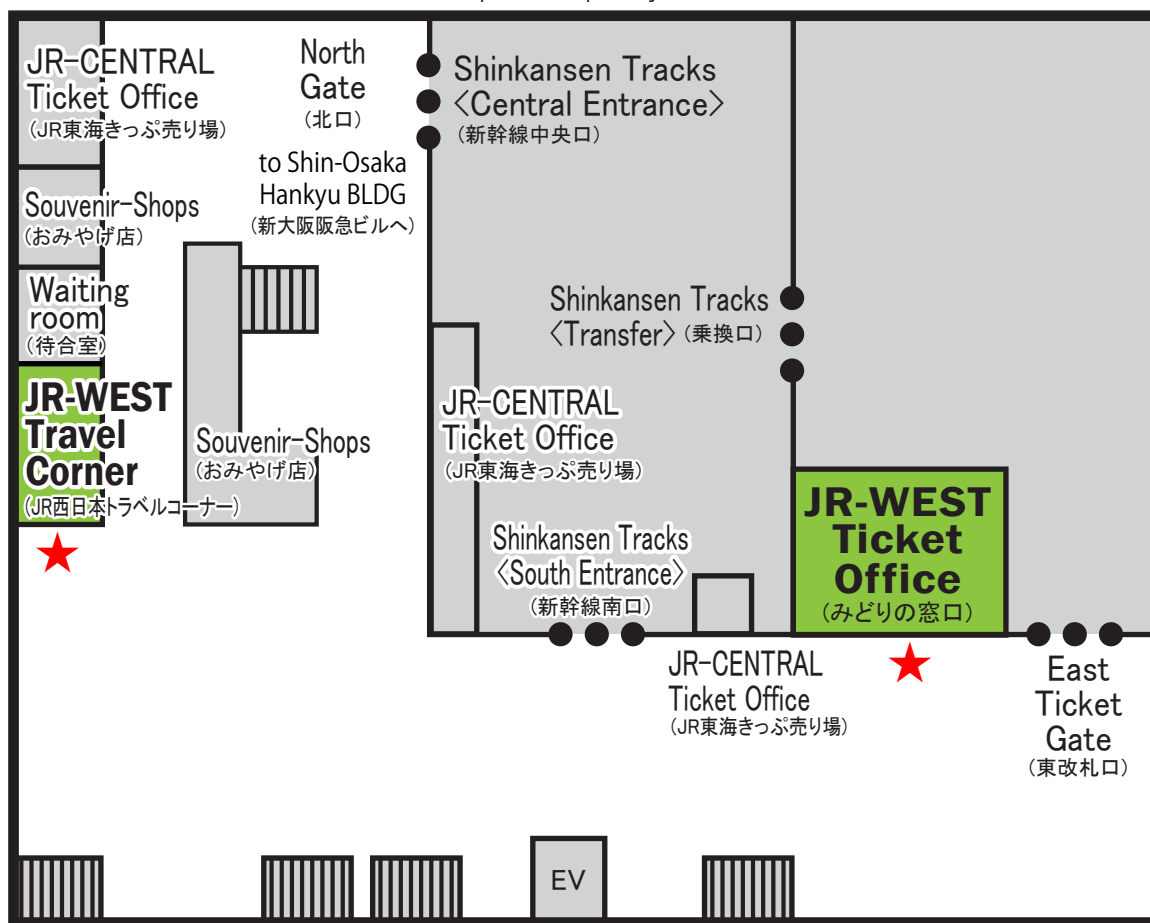 JR-CENTRAL
Ticket Office
(JR東海きっぷ売り場)
North
Gate
(北口)
to Shin-Osaka
Hankyu BLDG
(新大阪阪急ビルへ)
Shinkansen Tracks
〈Central Entrance〉
(新幹線中央口)
Souvenir-Shops
(おみやげ店)
Waiting
room
(待合室)
JR-WEST
Travel
Corner
(JR西日本トラベルコーナー)
Souvenir-Shops
(おみやげ店)
Shinkansen Tracks
〈Transfer〉(乗換口)
JR-CENTRAL
Ticket Office
(JR東海きっぷ売り場)
Shinkansen Tracks
〈South Entrance〉
(新幹線南口)
JR-WEST
Ticket
Office
(みどりの窓口)
JR-CENTRAL
Ticket Office
(JR東海きっぷ売り場)
East
Ticket
Gate
(東改札口)
EV